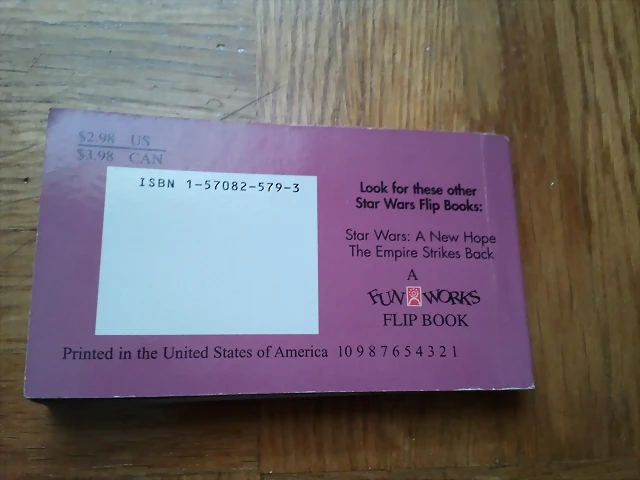 $2.98 US
$3.98 CAN
ISBN 1-57082-579-3
Look for these other
Star Wars Flip Books:
Star Wars: A New Hope
The Empire Strikes Back
A
FUN WORKS
FLIP BOOK
Printed in the United States of America 10 9 8 7 6 5 4 3 2 1